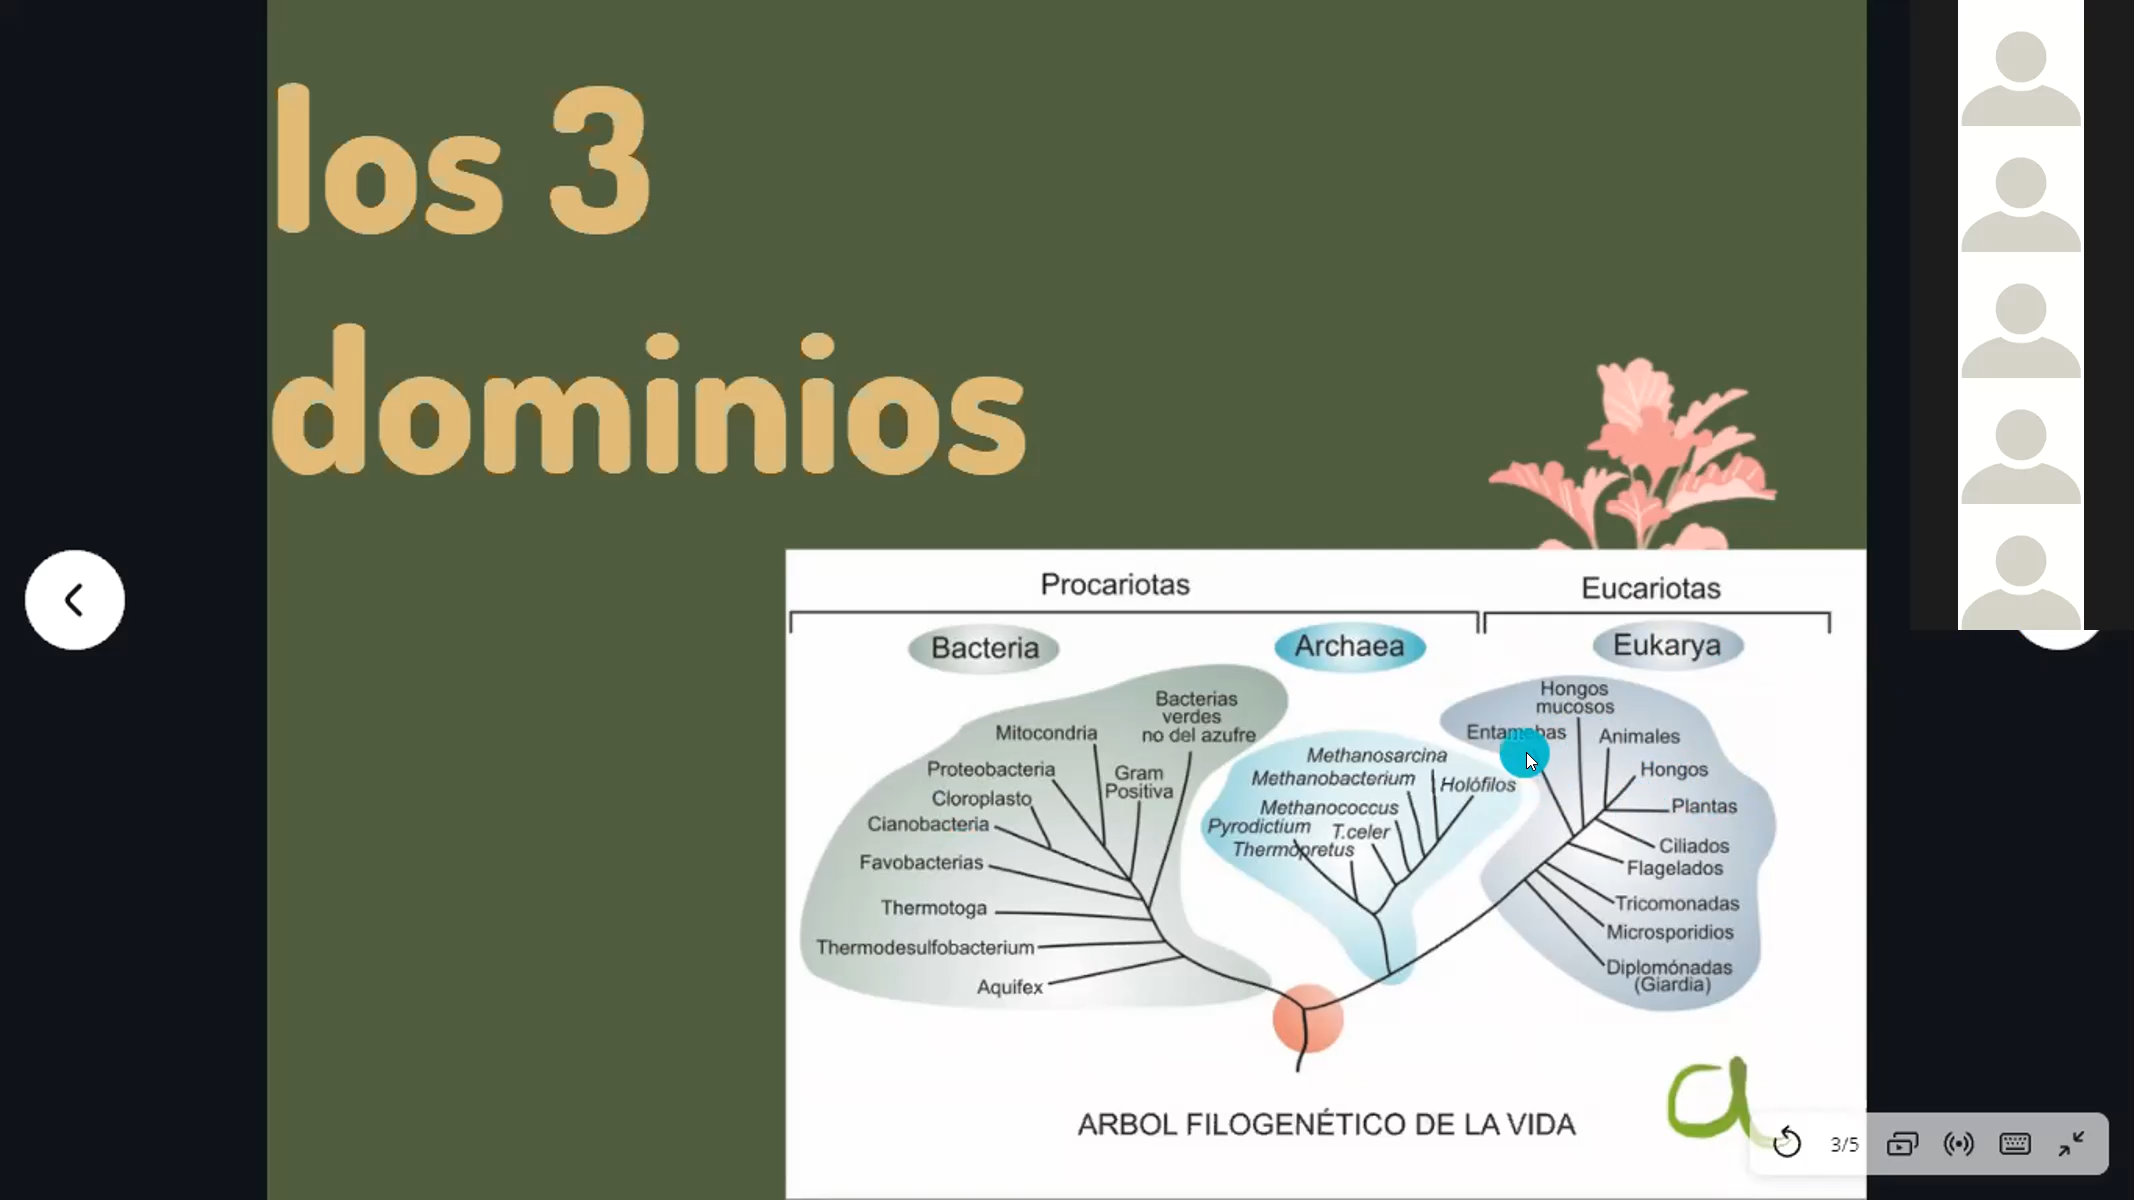 los 3
dominios
Procariotas
Eucariotas
Bacteria
Archaea
Eukarya
Bacterias
verdes
no del azufre
Mitocondria
Proteobacteria
Gram
Positiva
Cloroplasto
Cianobacteria
Favobacterias
Thermotoga
Thermodesulfobacterium
Aquifex
Methanosarcina
Methanobacterium
Holófilos
Methanococcus
Pyrodictium
T.celer
Thermopretus
Hongos
mucosos
Entamebas
Animales
Hongos
Plantas
Ciliados
Flagelados
Tricomonadas
Microsporidios
Diplomónadas
(Giardia)
ARBOL FILOGENÉTICO DE LA VIDA
a
3/5